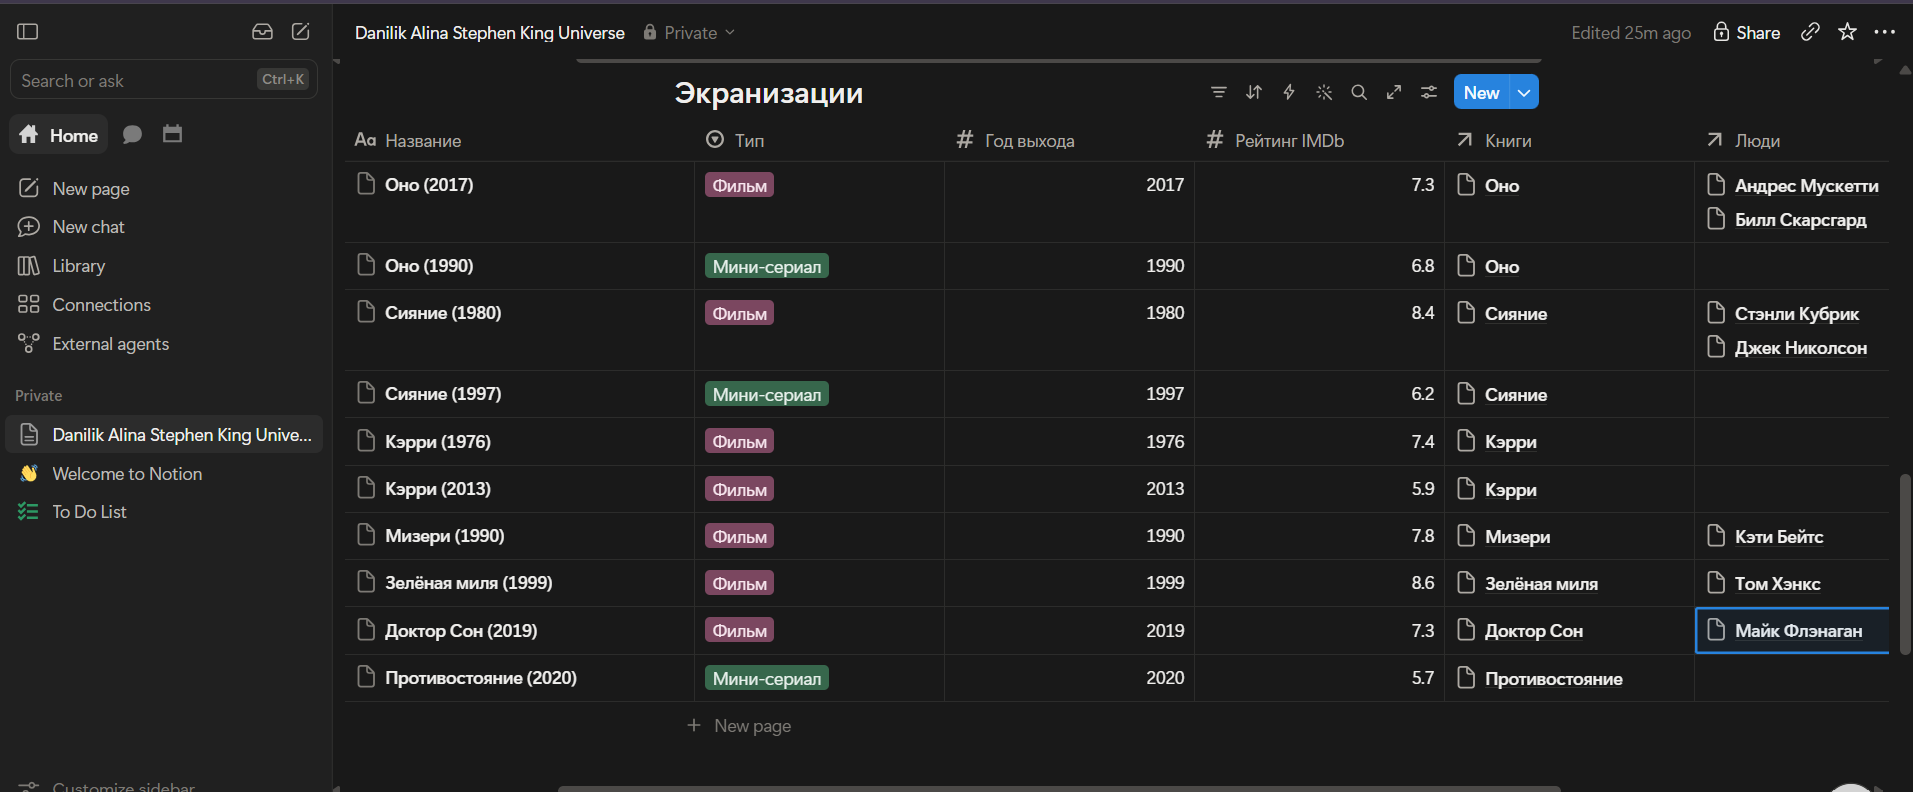 Danilik Alina Stephen King Universe
Private
Edited 25m ago
Share
Search or ask
Ctrl+K
Home
New page
New chat
Library
Connections
External agents
Private
Danilik Alina Stephen King Unive...
Welcome to Notion
To Do List
Customize sidebar
Экранизации
New
Aa Название Тип # Год выхода # Рейтинг IMDb Книги Люди
Оно (2017) Фильм 2017 7.3 Оно Андрес Мускетти
Билл Скарсгард
Оно (1990) Мини-сериал 1990 6.8 Оно
Сияние (1980) Фильм 1980 8.4 Сияние Стэнли Кубрик
Джек Николсон
Сияние (1997) Мини-сериал 1997 6.2 Сияние
Кэрри (1976) Фильм 1976 7.4 Кэрри
Кэрри (2013) Фильм 2013 5.9 Кэрри
Мизери (1990) Фильм 1990 7.8 Мизери Кэти Бейтс
Зелёная миля (1999) Фильм 1999 8.6 Зелёная миля Том Хэнкс
Доктор Сон (2019) Фильм 2019 7.3 Доктор Сон Майк Флэнаган
Противостояние (2020) Мини-сериал 2020 5.7 Противостояние
+ New page